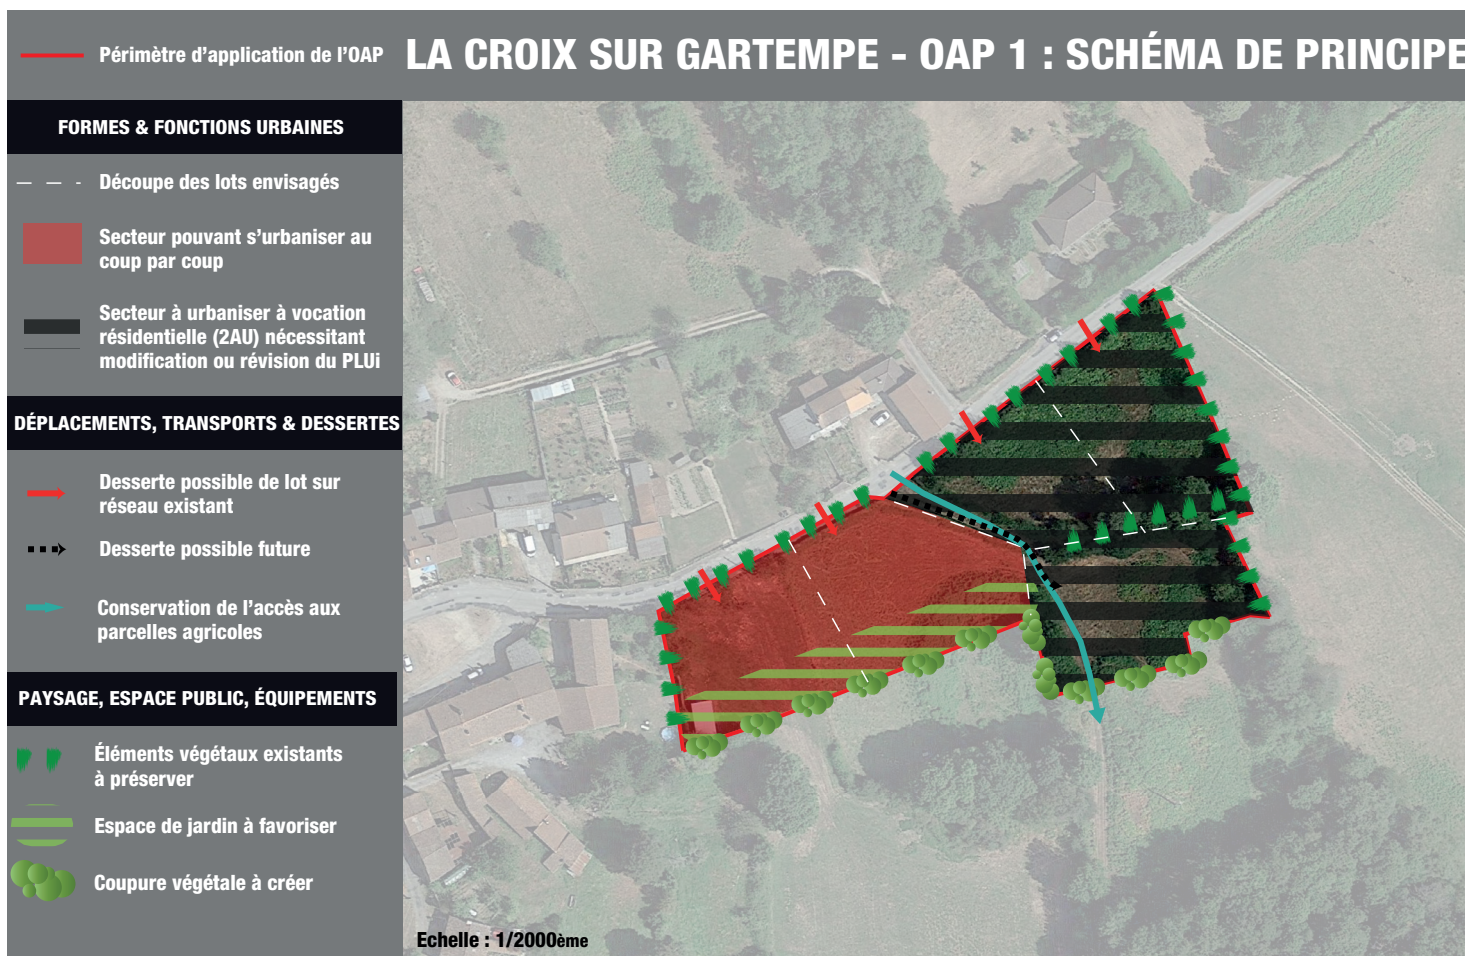 Périmètre d'application de l'OAP
LA CROIX SUR GARTEMPE - OAP 1 : SCHÉMA DE PRINCIPE
FORMES & FONCTIONS URBAINES
Découpe des lots envisagés
Secteur pouvant s'urbaniser au
coup par coup
Secteur à urbaniser à vocation
résidentielle (2AU) nécessitant
modification ou révision du PLUi
DÉPLACEMENTS, TRANSPORTS & DESSERTES
Desserte possible de lot sur
réseau existant
Desserte possible future
Conservation de l'accès aux
parcelles agricoles
PAYSAGE, ESPACE PUBLIC, ÉQUIPEMENTS
Éléments végétaux existants
à préserver
Espace de jardin à favoriser
Coupure végétale à créer
Echelle : 1/2000ème